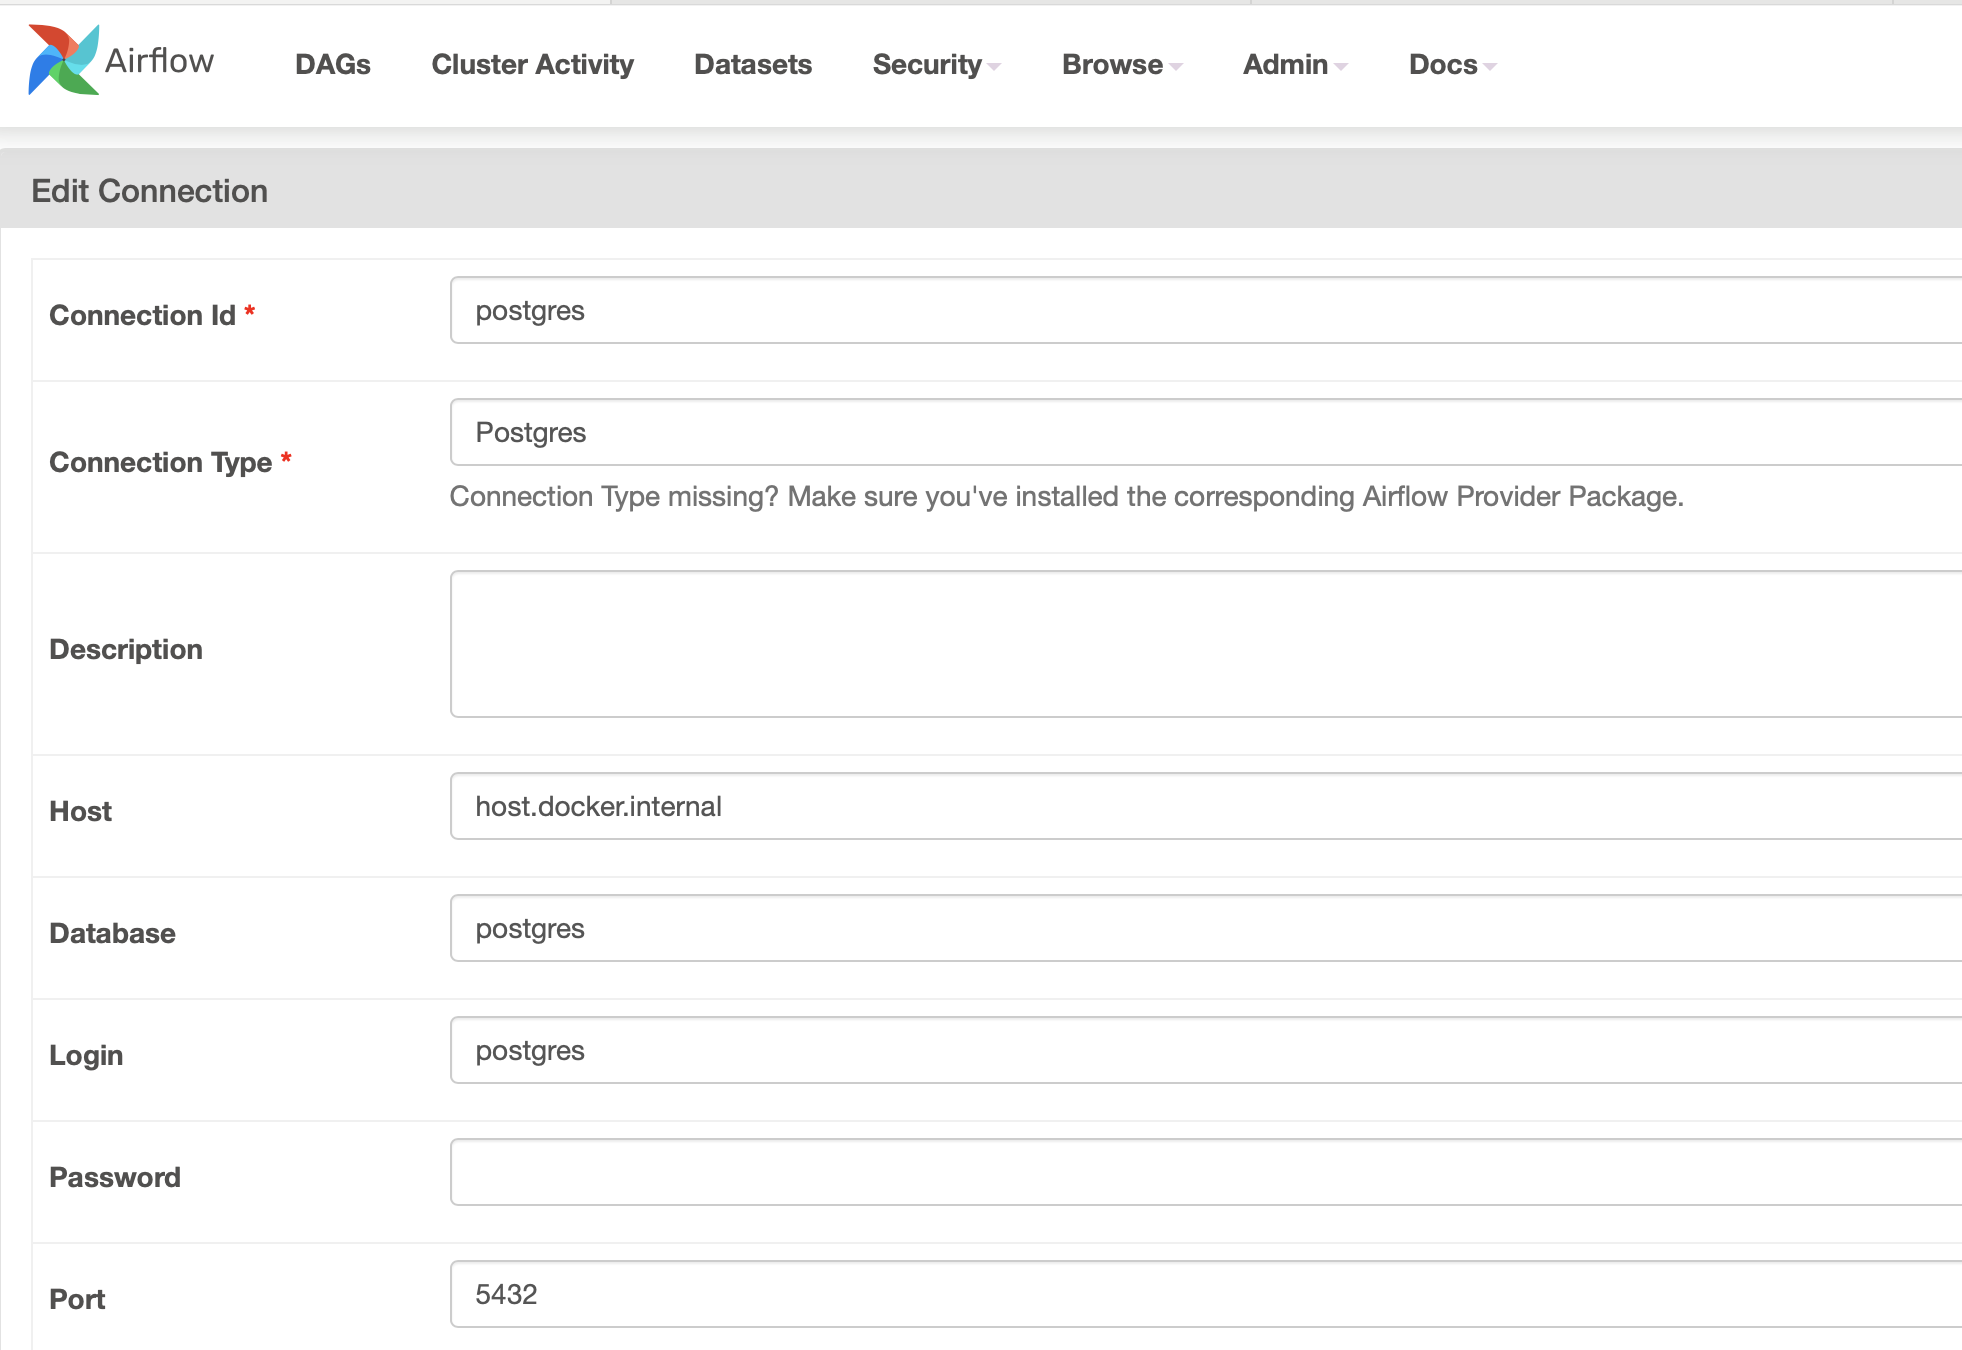 Airflow DAGs Cluster Activity Datasets Security Browse Admin Docs
Edit Connection
Connection Id * postgres
Connection Type * Postgres
Connection Type missing? Make sure you've installed the corresponding Airflow Provider Package.
Description
Host host.docker.internal
Database postgres
Login postgres
Password
Port 5432